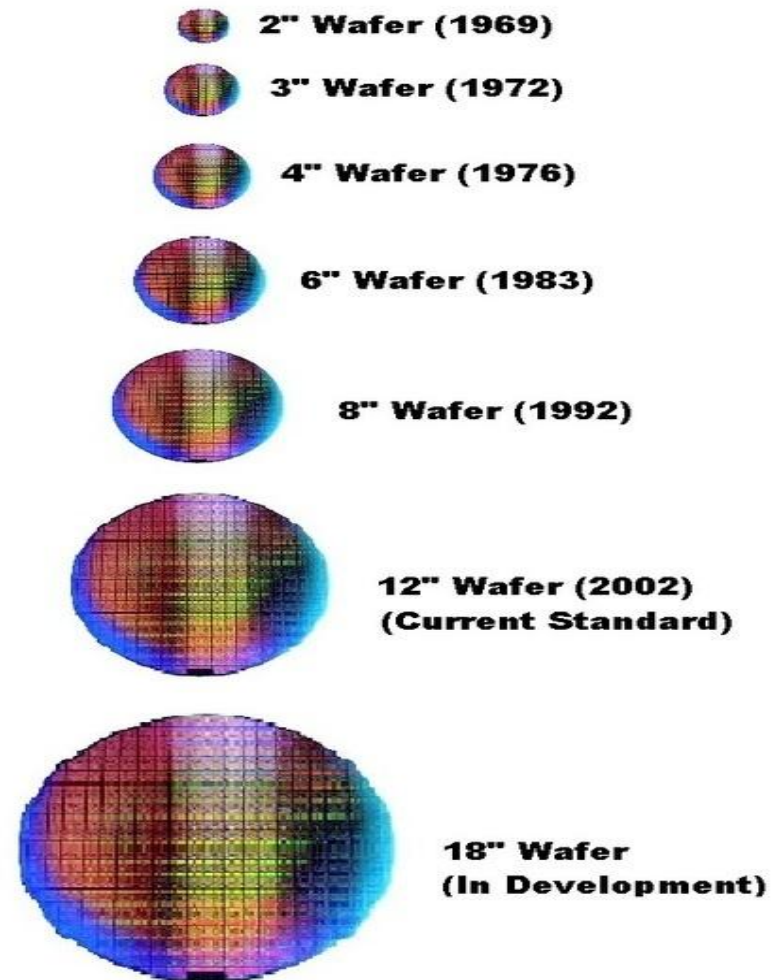 2" Wafer (1969)
3" Wafer (1972)
4" Wafer (1976)
6" Wafer (1983)
8" Wafer (1992)
12" Wafer (2002)
(Current Standard)
18" Wafer
(In Development)